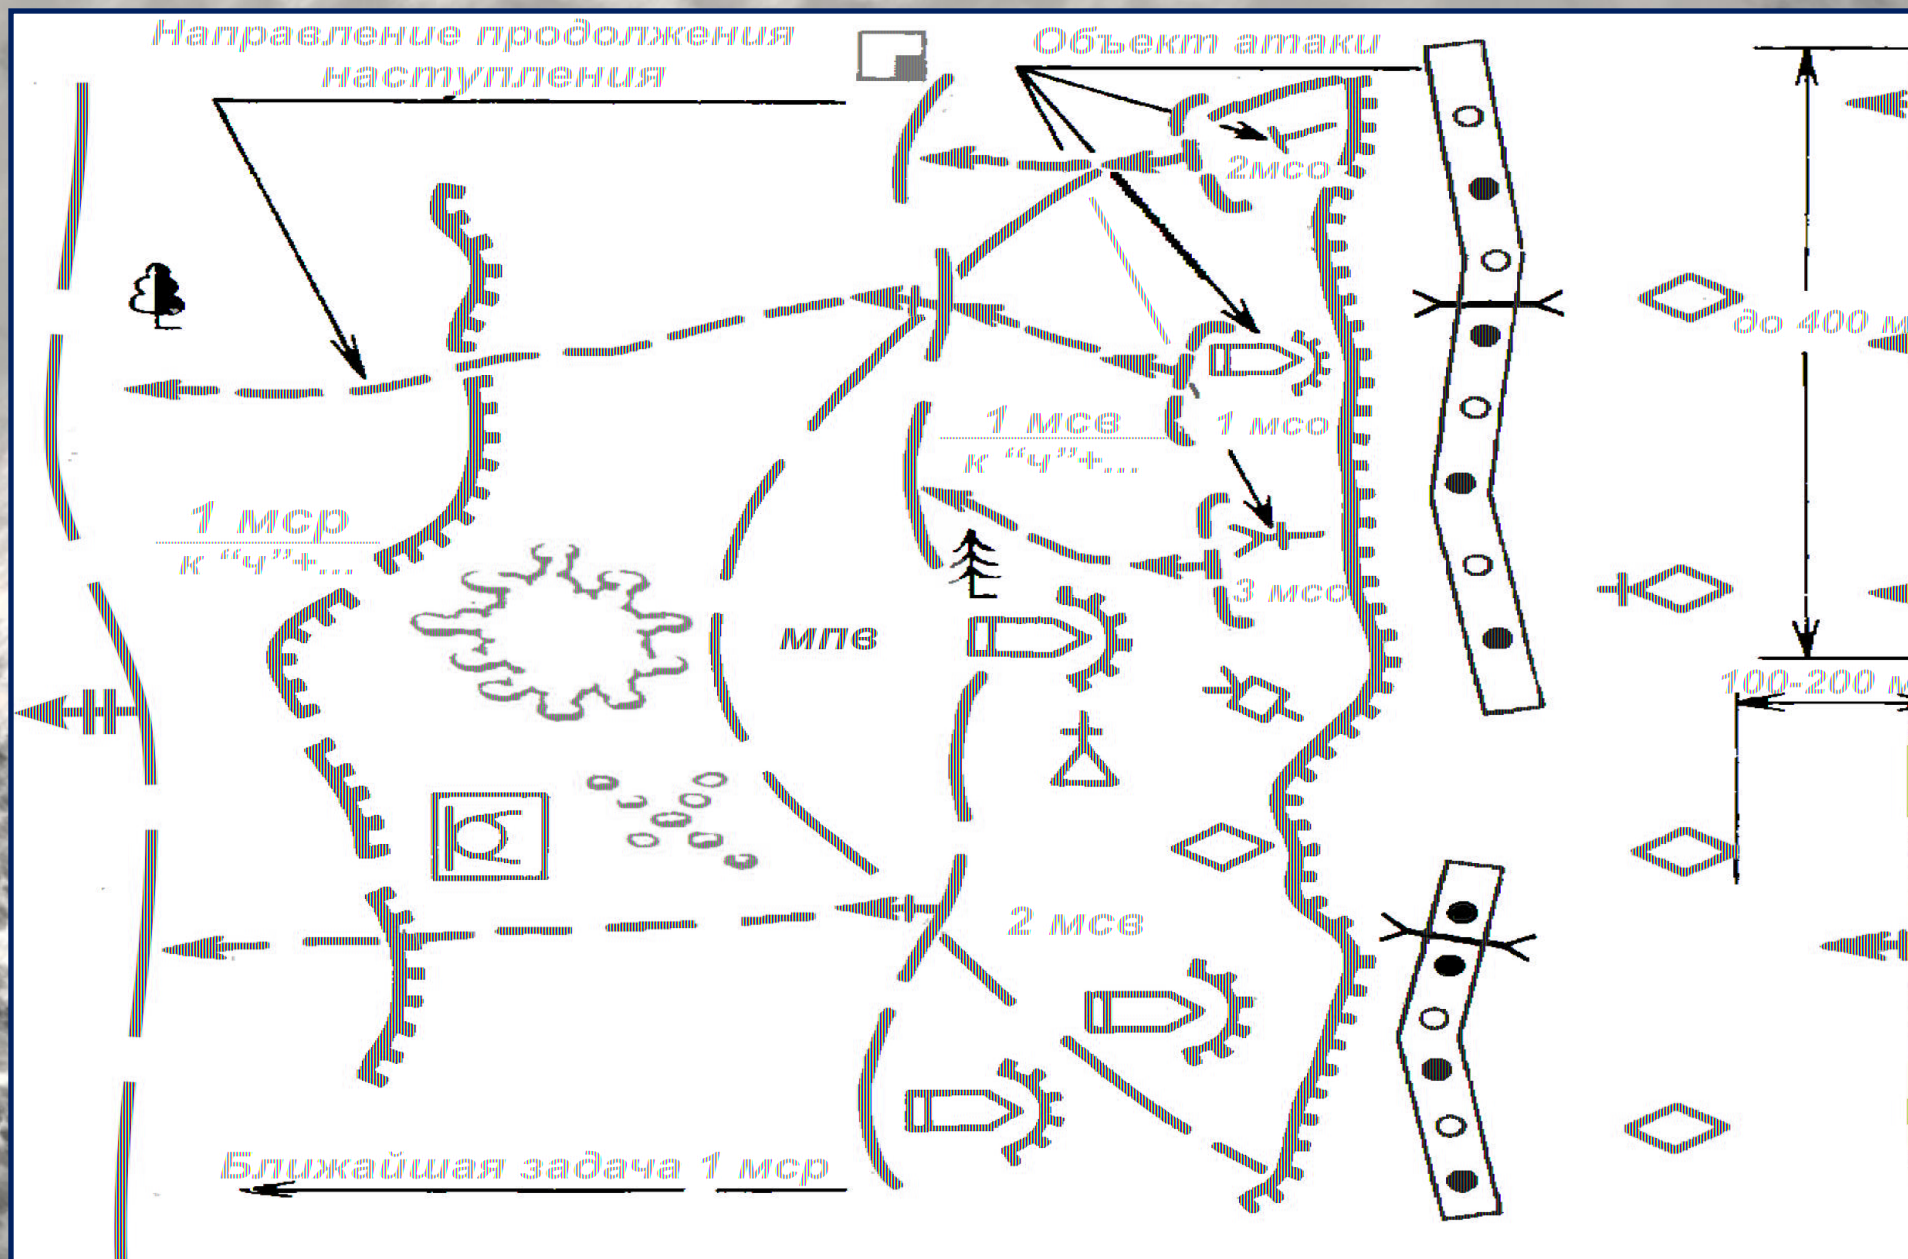 Направление продолжения
наступления
Объект атаки
2мсо
до 400 м
1 мсв
к "Ч"+...
1 мсо
1 мср
к "Ч"+...
3 мсо
мпв
100-200 м
2 мсв
Ближайшая задача 1 мср